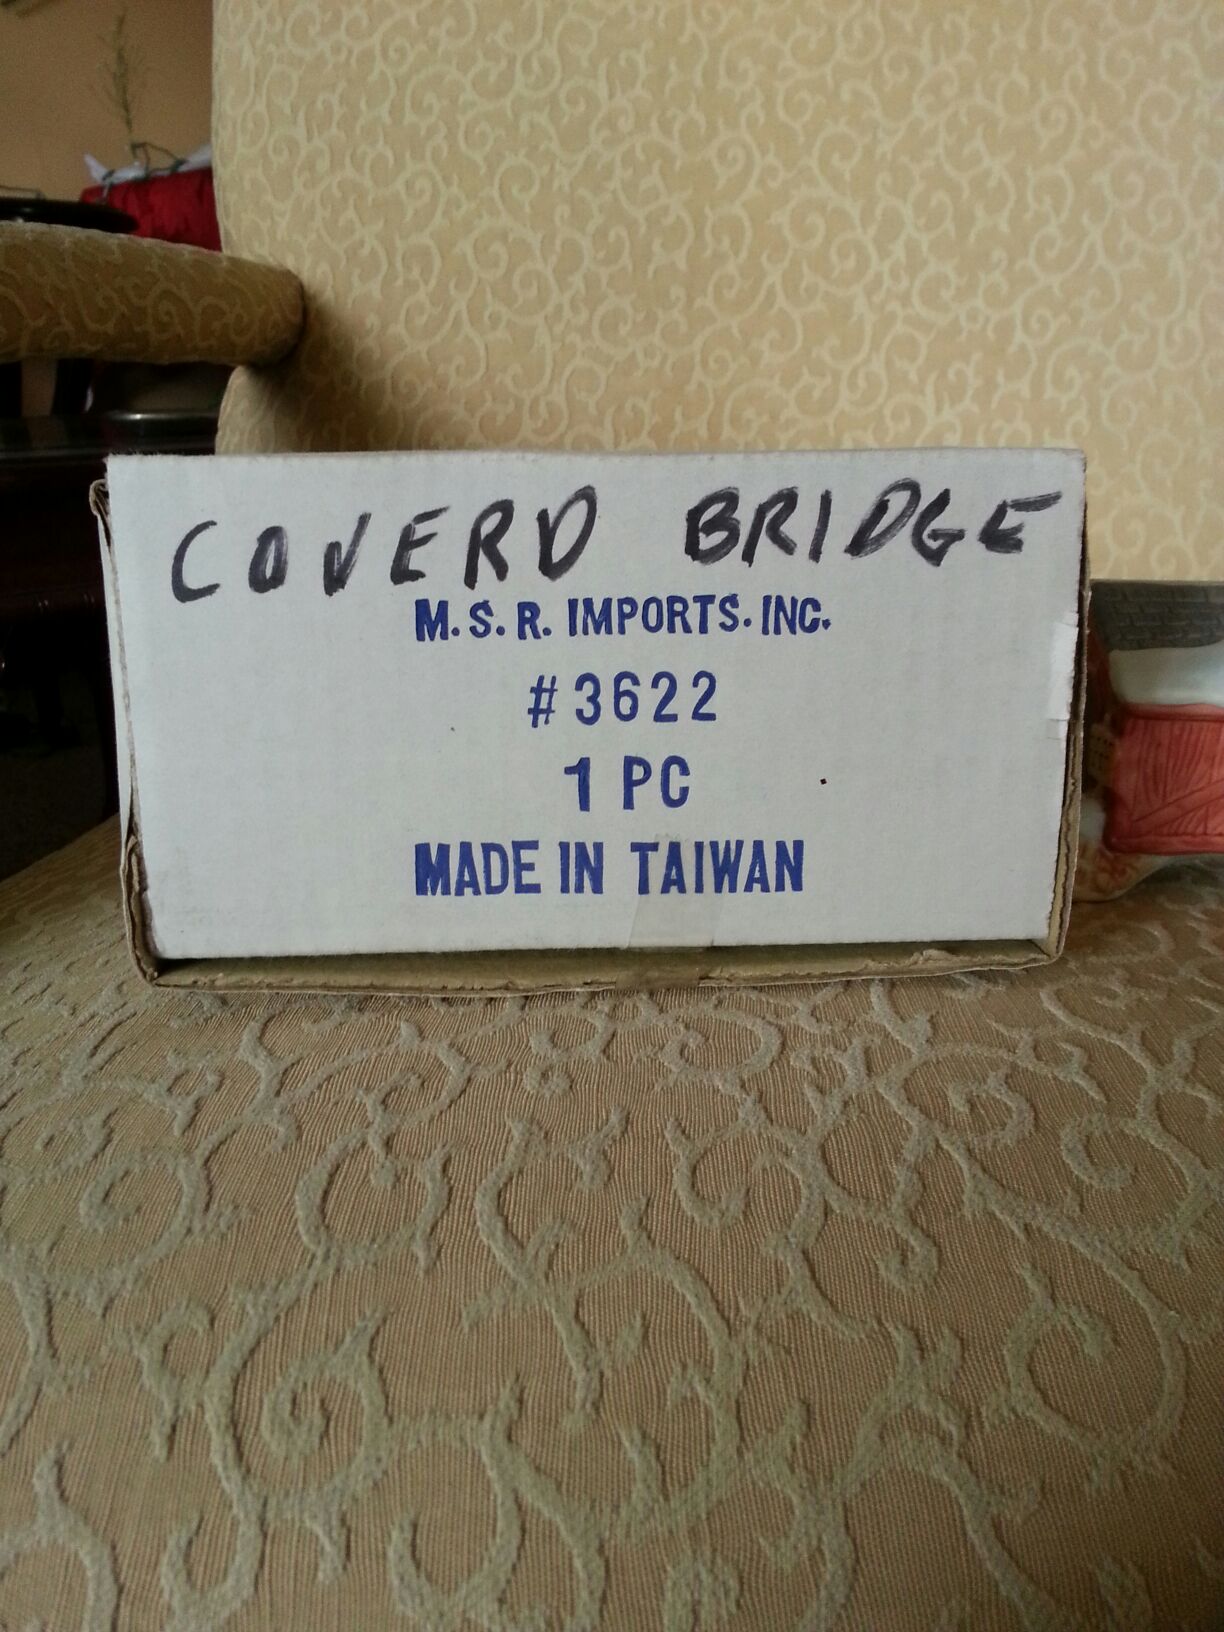 COVERD BRIDGE
M.S.R. IMPORTS. INC.
#3622
1 PC
MADE IN TAIWAN